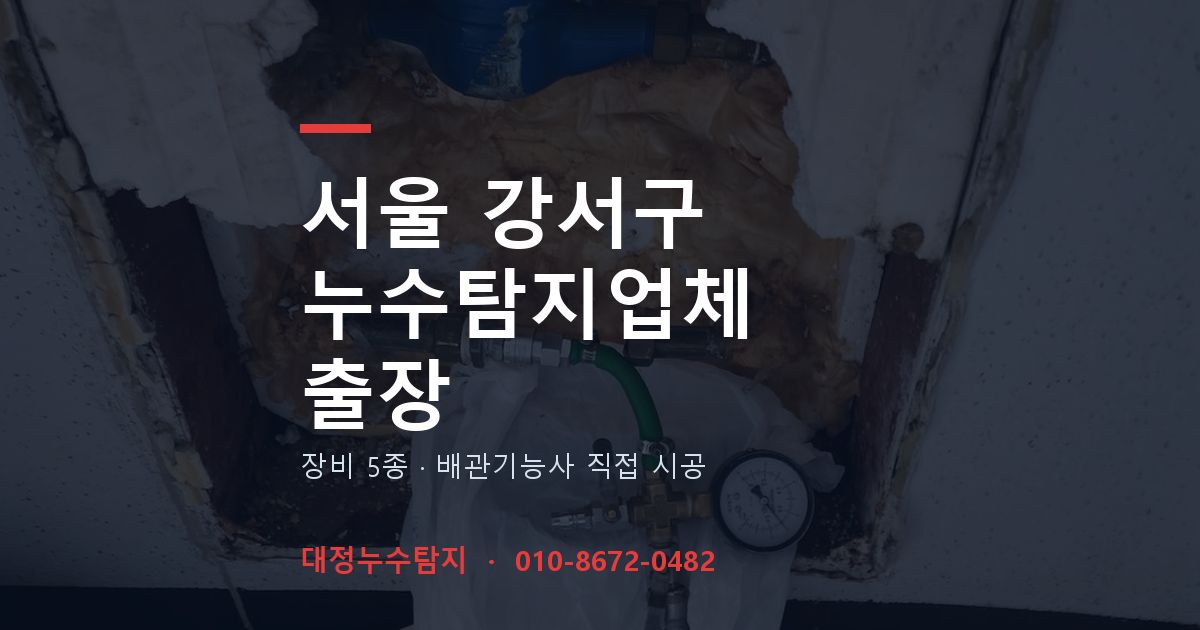 서울 강서구
누수탐지업체
출장
장비 5종 · 배관기능사 직접 시공
대정누수탐지 · 010-8672-0482